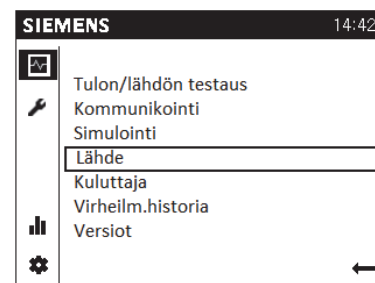 SIEMENS 14:42
Tulon/lähdön testaus
Kommunikointi
Simulointi
Lähde
Kuluttaja
Virheilm.historia
Versiot